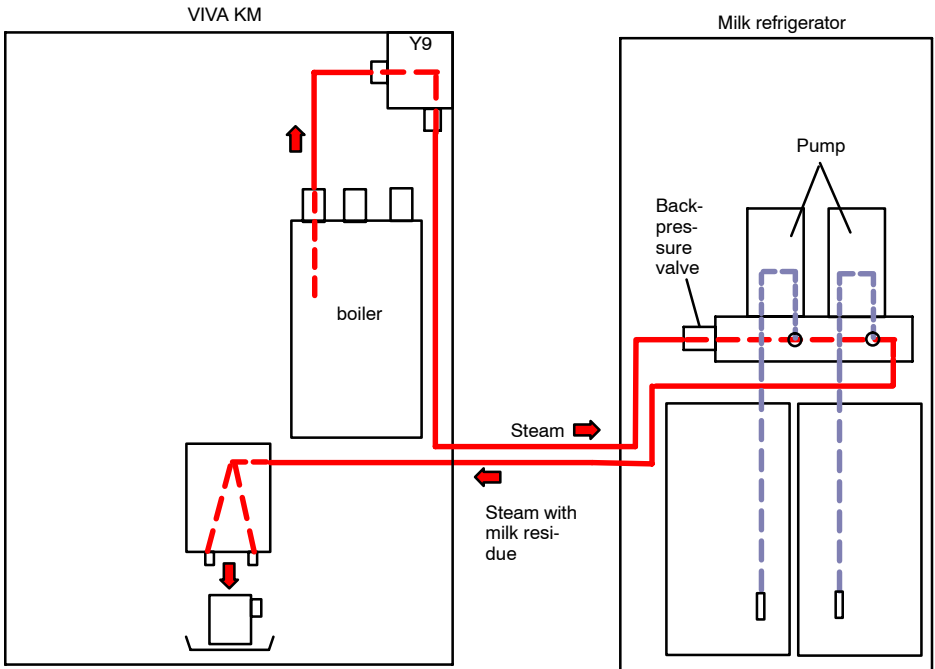 VIVA KM
Milk refrigerator
Y9
Pump
Back-
pres-
sure
valve
boiler
Steam
Steam with
milk resi-
due